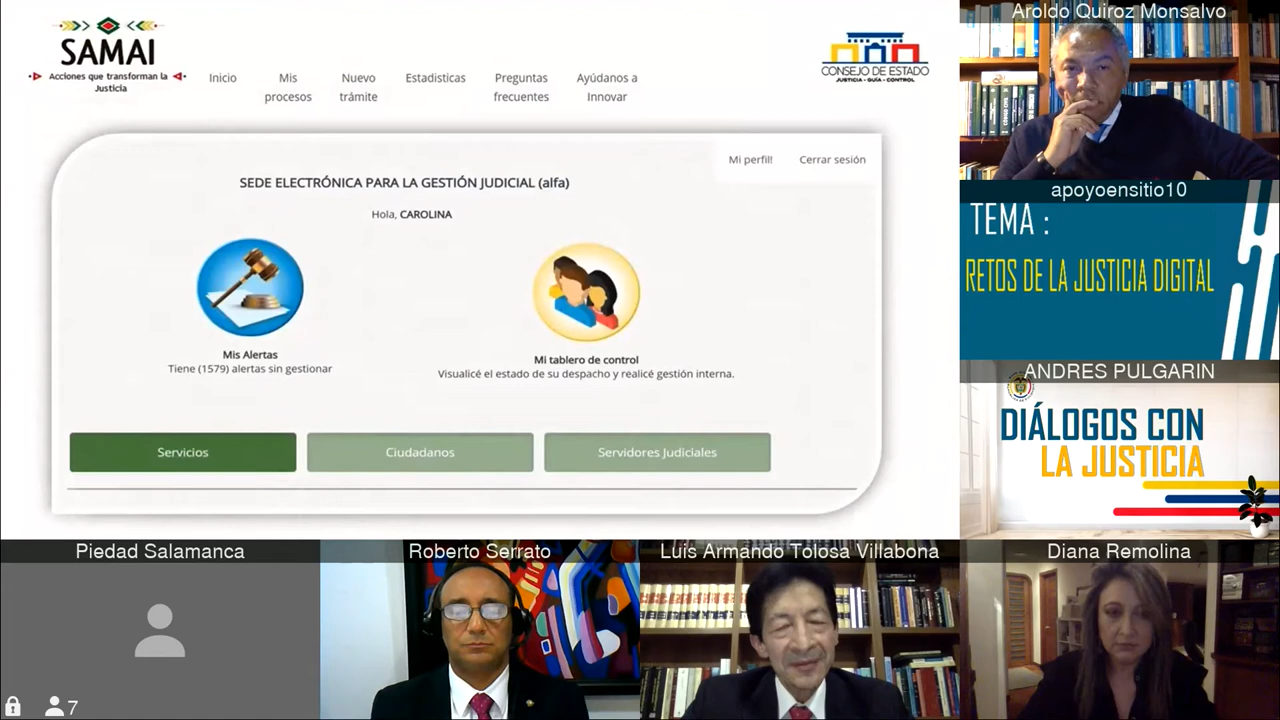 SAMAI
Acciones que transforman la
Justicia
Inicio
Mis
procesos
Nuevo
trámite
Estadisticas
Preguntas
frecuentes
Ayúdanos a
Innovar
CONSEJO DE ESTADO
JUSTICIA - GUÍA - CONTROL
Mi perfil!
Cerrar sesión
SEDE ELECTRÓNICA PARA LA GESTIÓN JUDICIAL (alfa)
Hola, CAROLINA
Mis Alertas
Tiene (1579) alertas sin gestionar
Mi tablero de control
Visualicé el estado de su despacho y realicé gestión interna.
Servicios
Ciudadanos
Servidores Judiciales
Aroldo Quiroz Monsalvo
apoyoensitio10
TEMA :
RETOS DE LA JUSTICIA DIGITAL
ANDRES PULGARIN
DIÁLOGOS CON
LA JUSTICIA
Piedad Salamanca
7
Roberto Serrato
Luis Armando Tolosa Villabona
Diana Remolina